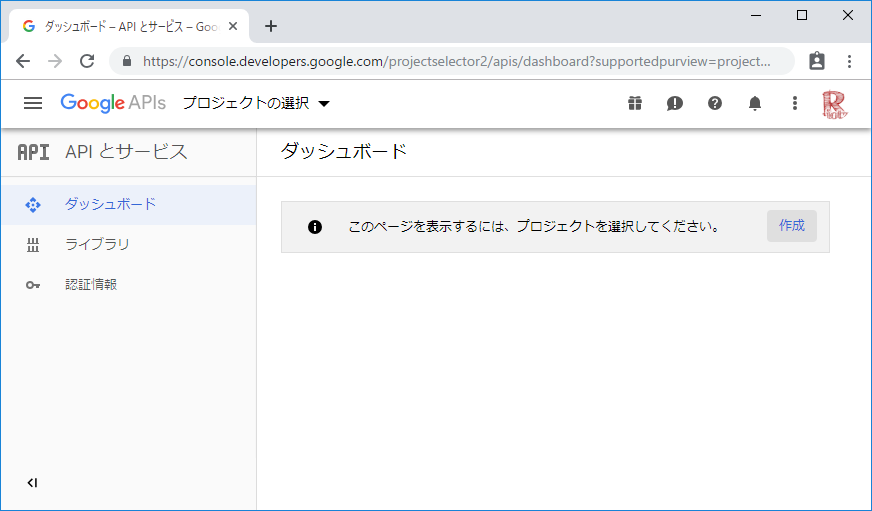 ダッシュボード – API とサービス – Goo
https://console.developers.google.com/projectselector2/apis/dashboard?supportedpurview=project...
Google APIs プロジェクトの選択
API API とサービス
ダッシュボード
ダッシュボード
ライブラリ
認証情報
このページを表示するには、プロジェクトを選択してください。 作成